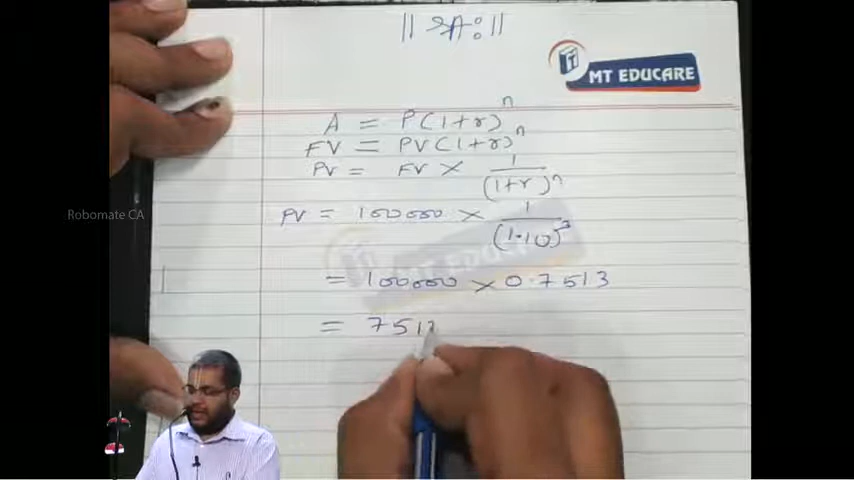 || श्री: ||
MT EDUCARE
A = P(1+r)^n
FV = PV(1+r)^n
PV = FV × 1/(1+r)^n
PV = 100000 × 1/(1.10)^3
= 100000 × 0.7513
= 751
Robomate CA